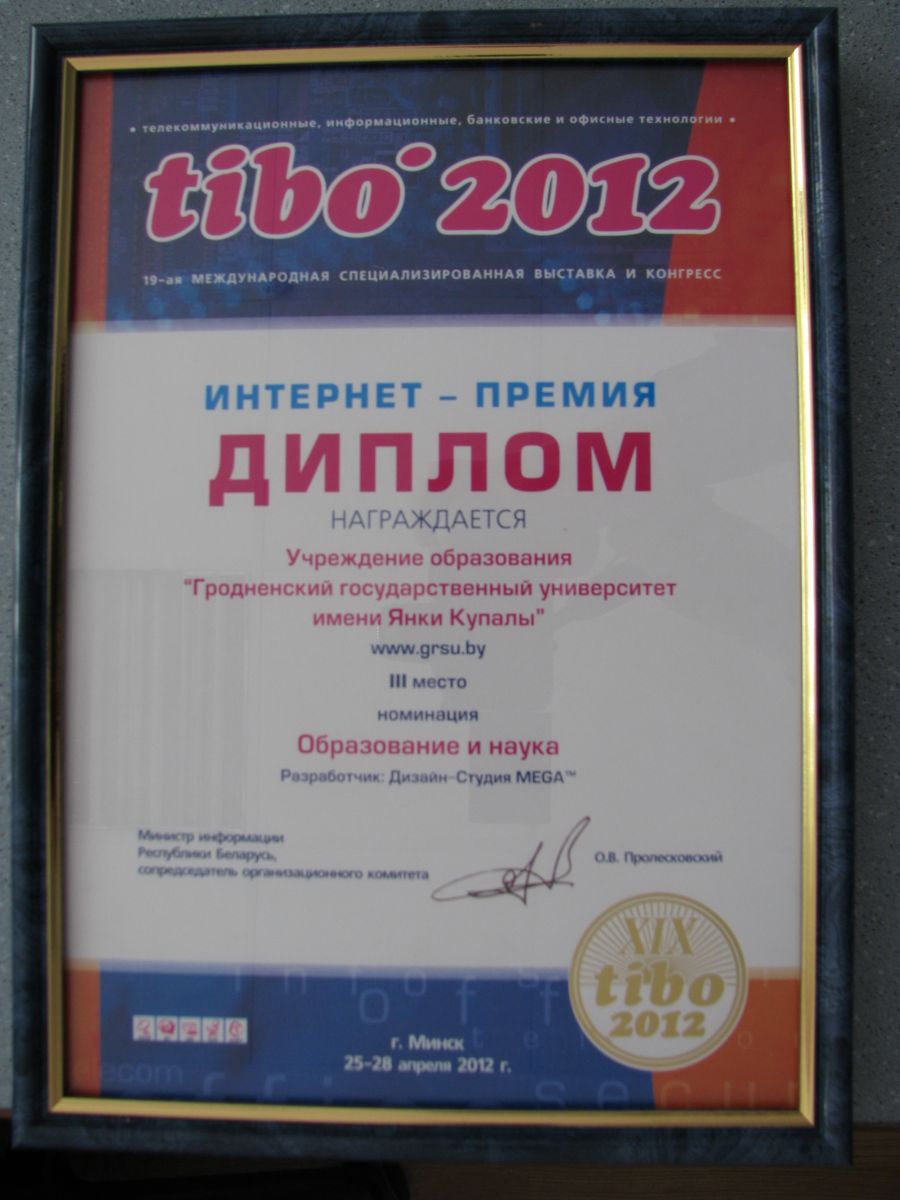 • телекоммуникационные, информационные, банковские и офисные технологии •
tibo 2012
19-ая МЕЖДУНАРОДНАЯ СПЕЦИАЛИЗИРОВАННАЯ ВЫСТАВКА И КОНГРЕСС
ИНТЕРНЕТ – ПРЕМИЯ
ДИПЛОМ
НАГРАЖДАЕТСЯ
Учреждение образования
"Гродненский государственный университет
имени Янки Купалы"
www.grsu.by
III место
номинация
Образование и наука
Разработчик: Дизайн-Студия MEGA™
Министр информации
Республики Беларусь,
сопредседатель организационного комитета
О.В. Пролесковский
XIX
tibo
2012
г. Минск
25-28 апреля 2012 г.